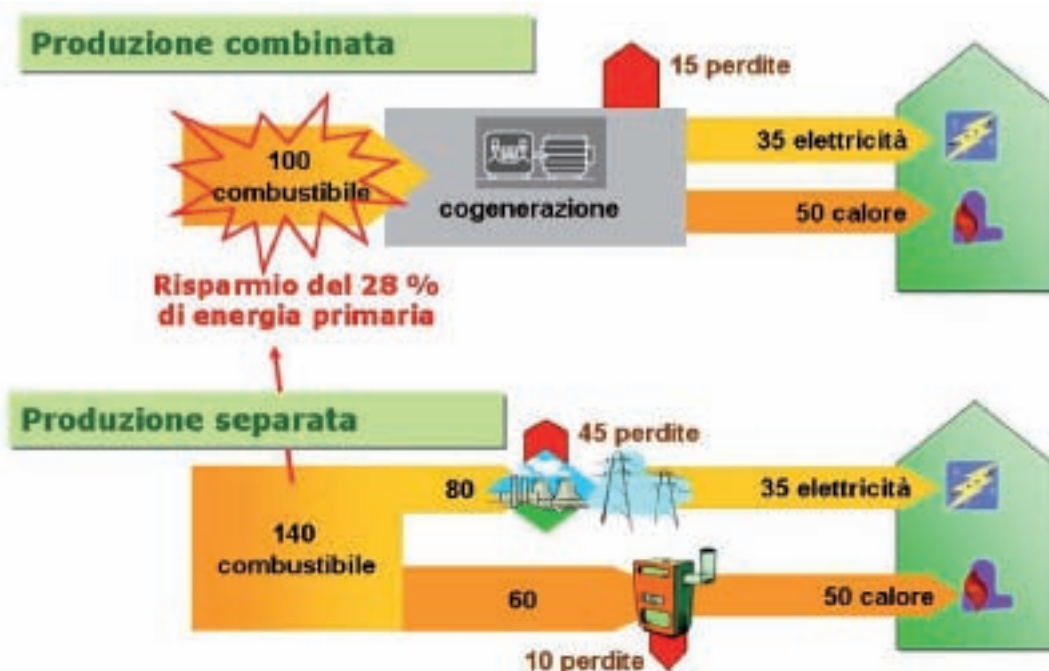 Produzione combinata
15 perdite
100
combustibile
cogenerazione
35 elettricità
50 calore
Risparmio del 28 %
di energia primaria
Produzione separata
45 perdite
80
35 elettricità
140
combustibile
60
50 calore
10 perdite